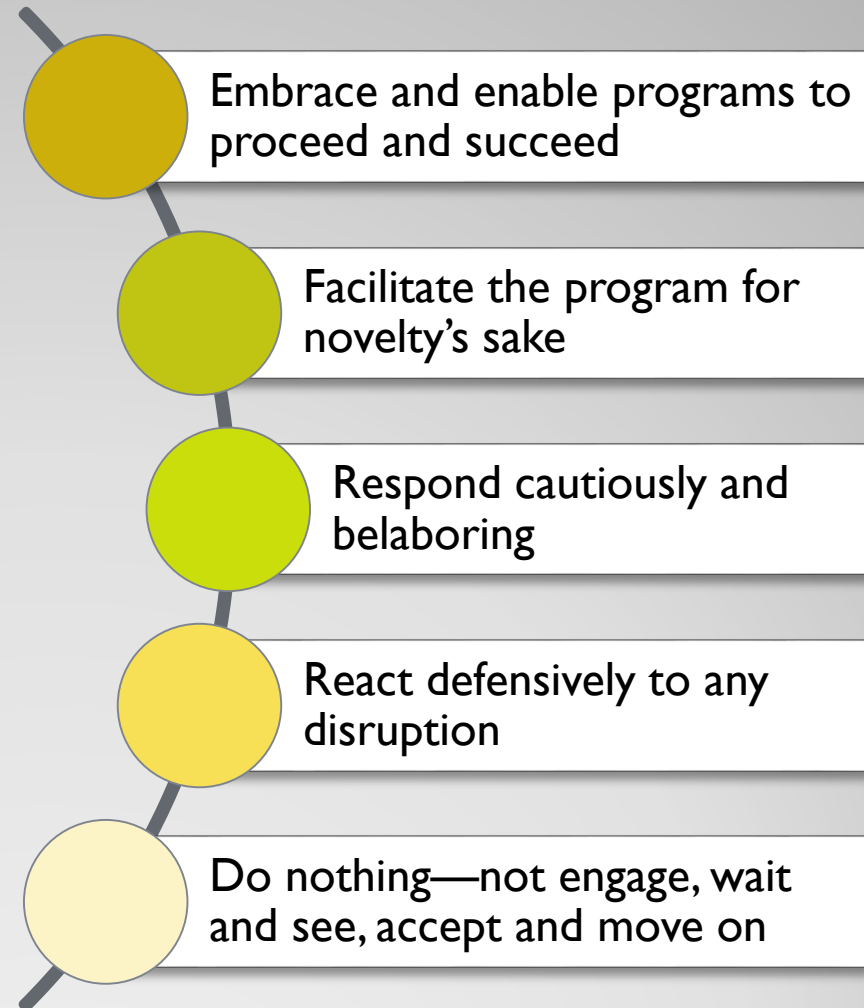 Embrace and enable programs to
proceed and succeed
Facilitate the program for
novelty’s sake
Respond cautiously and
belaboring
React defensively to any
disruption
Do nothing—not engage, wait
and see, accept and move on